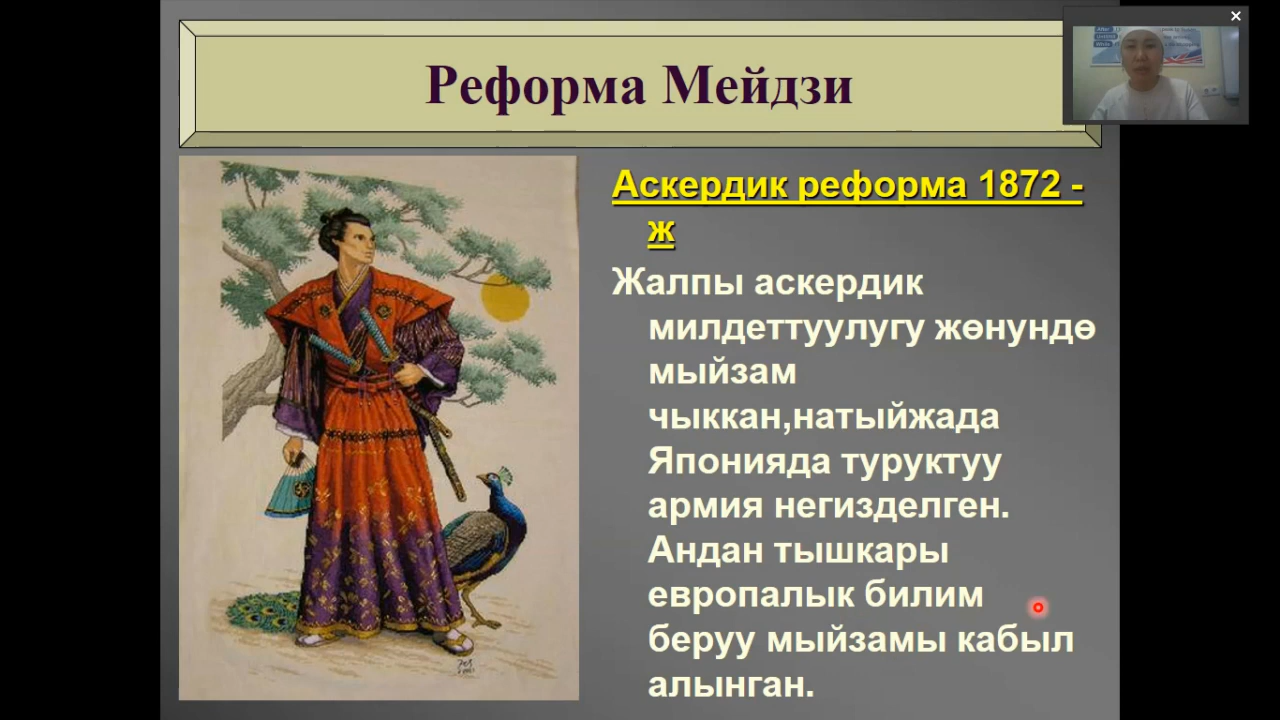 Реформа Мейдзи
Аскердик реформа 1872 -
ж
Жалпы аскердик
милдеттуулугу жөнундө
мыйзам
чыккан,натыйжада
Японияда туруктуу
армия негизделген.
Андан тышкары
европалык билим
беруу мыйзамы кабыл
алынган.